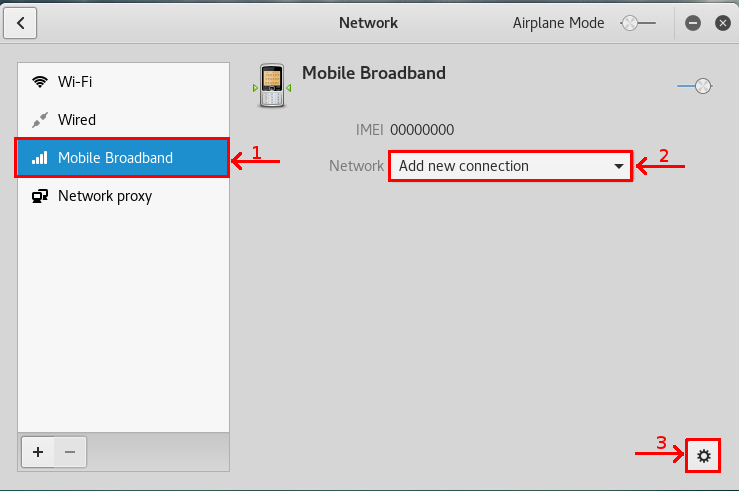 Network
Airplane Mode
Wi-Fi
Wired
Mobile Broadband
1
Network proxy
Mobile Broadband
IMEI 00000000
Network Add new connection
2
3